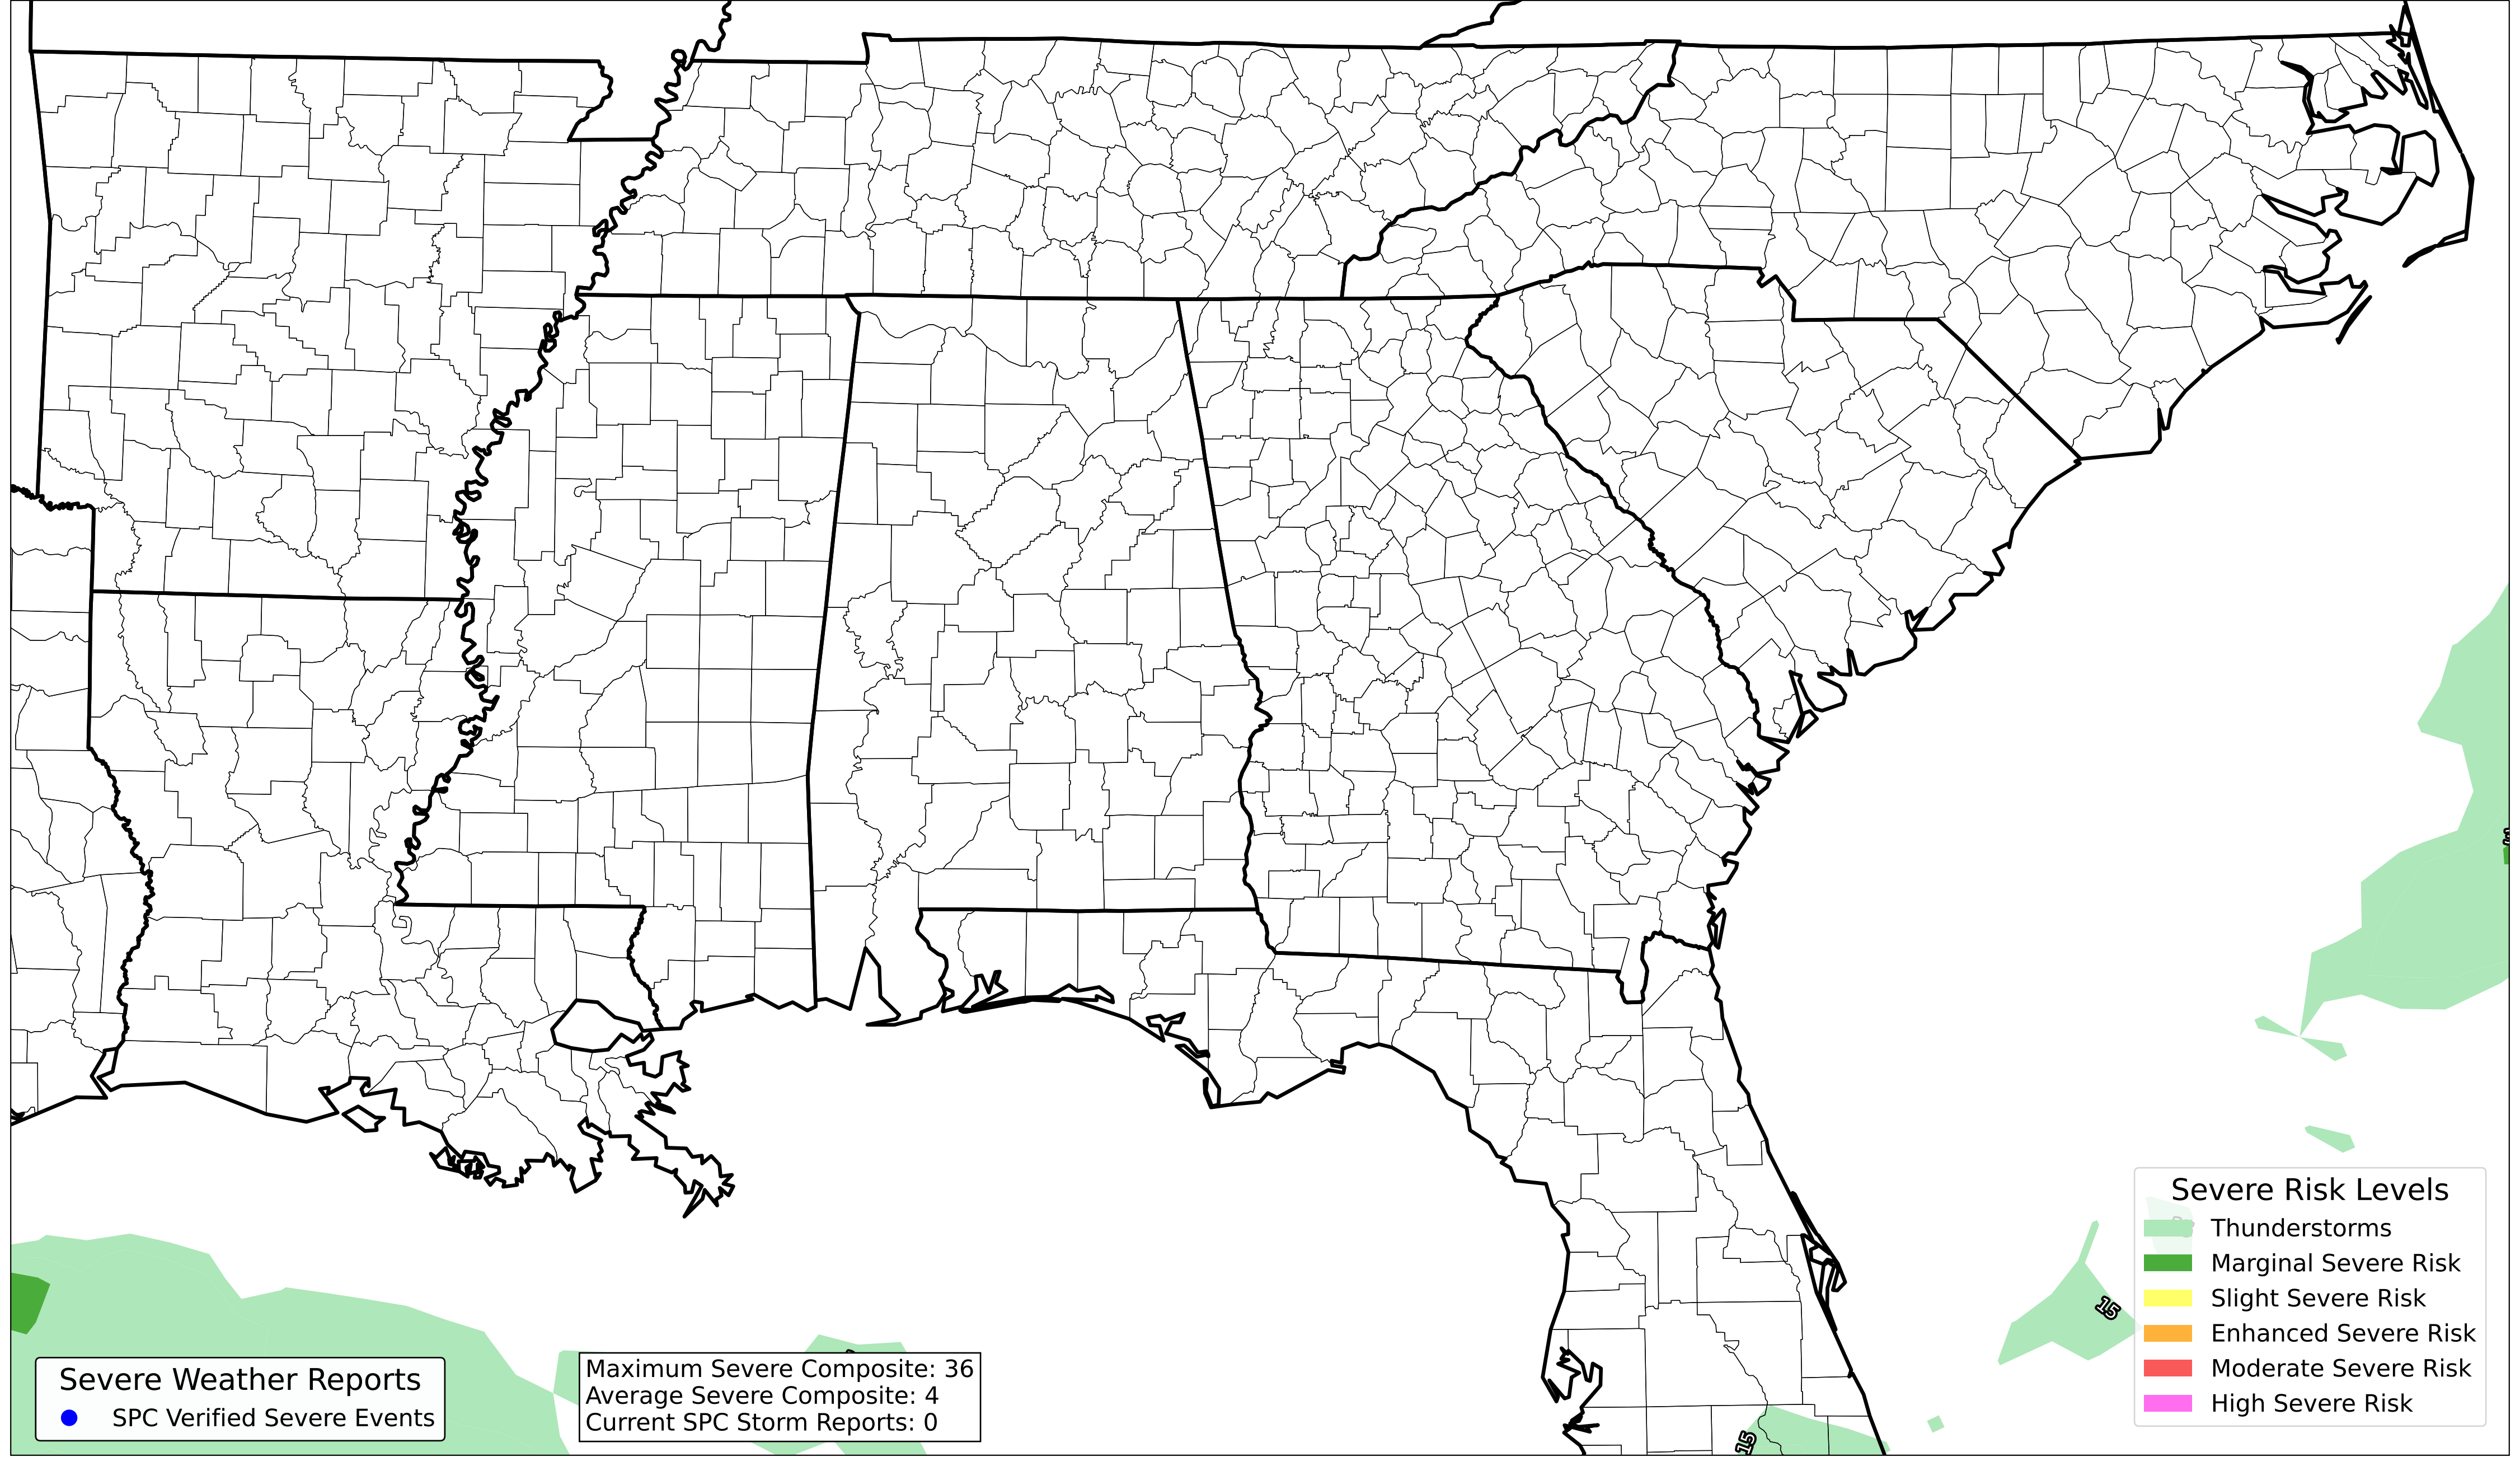 Severe Weather Reports
SPC Verified Severe Events
Maximum Severe Composite: 36
Average Severe Composite: 4
Current SPC Storm Reports: 0
15
15
Severe Risk Levels
Thunderstorms
Marginal Severe Risk
Slight Severe Risk
Enhanced Severe Risk
Moderate Severe Risk
High Severe Risk